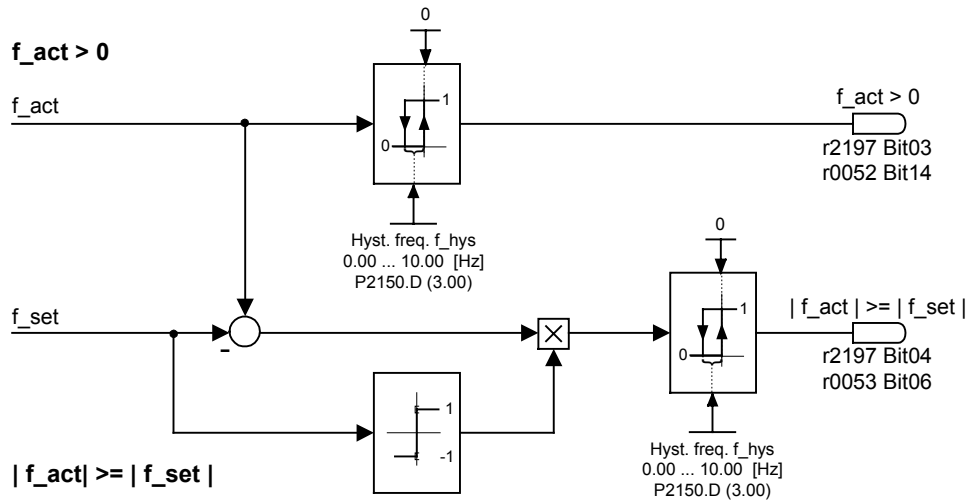 0
f_act > 0
f_act
1
0
f_act > 0
r2197 Bit03
r0052 Bit14
Hyst. freq. f_hys
0.00 ... 10.00 [Hz]
P2150.D (3.00)
0
f_set
-
1
0
| f_act | >= | f_set |
r2197 Bit04
r0053 Bit06
1
-1
Hyst. freq. f_hys
0.00 ... 10.00 [Hz]
P2150.D (3.00)
| f_act| >= | f_set |